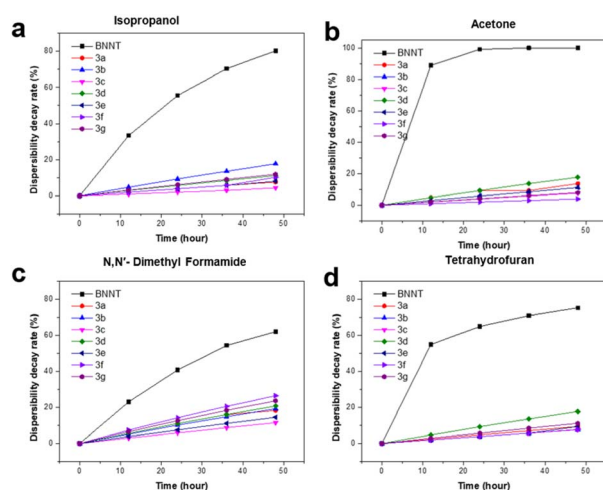 a
Isopropanol
Dispersibility decay rate (%)
80
60
40
20
0
BNNT
3a
3b
3c
3d
3e
3f
3g
0 10 20 30 40 50
Time (hour)
b
Acetone
Dispersibility decay rate (%)
100
80
60
40
20
0
BNNT
3a
3b
3c
3d
3e
3f
3g
0 10 20 30 40 50
Time (hour)
c
N,N′- Dimethyl Formamide
Dispersibility decay rate (%)
80
60
40
20
0
BNNT
3a
3b
3c
3d
3e
3f
3g
0 10 20 30 40 50
Time (hour)
d
Tetrahydrofuran
Dispersibility decay rate (%)
80
60
40
20
0
BNNT
3a
3b
3c
3d
3e
3f
3g
0 10 20 30 40 50
Time (hour)